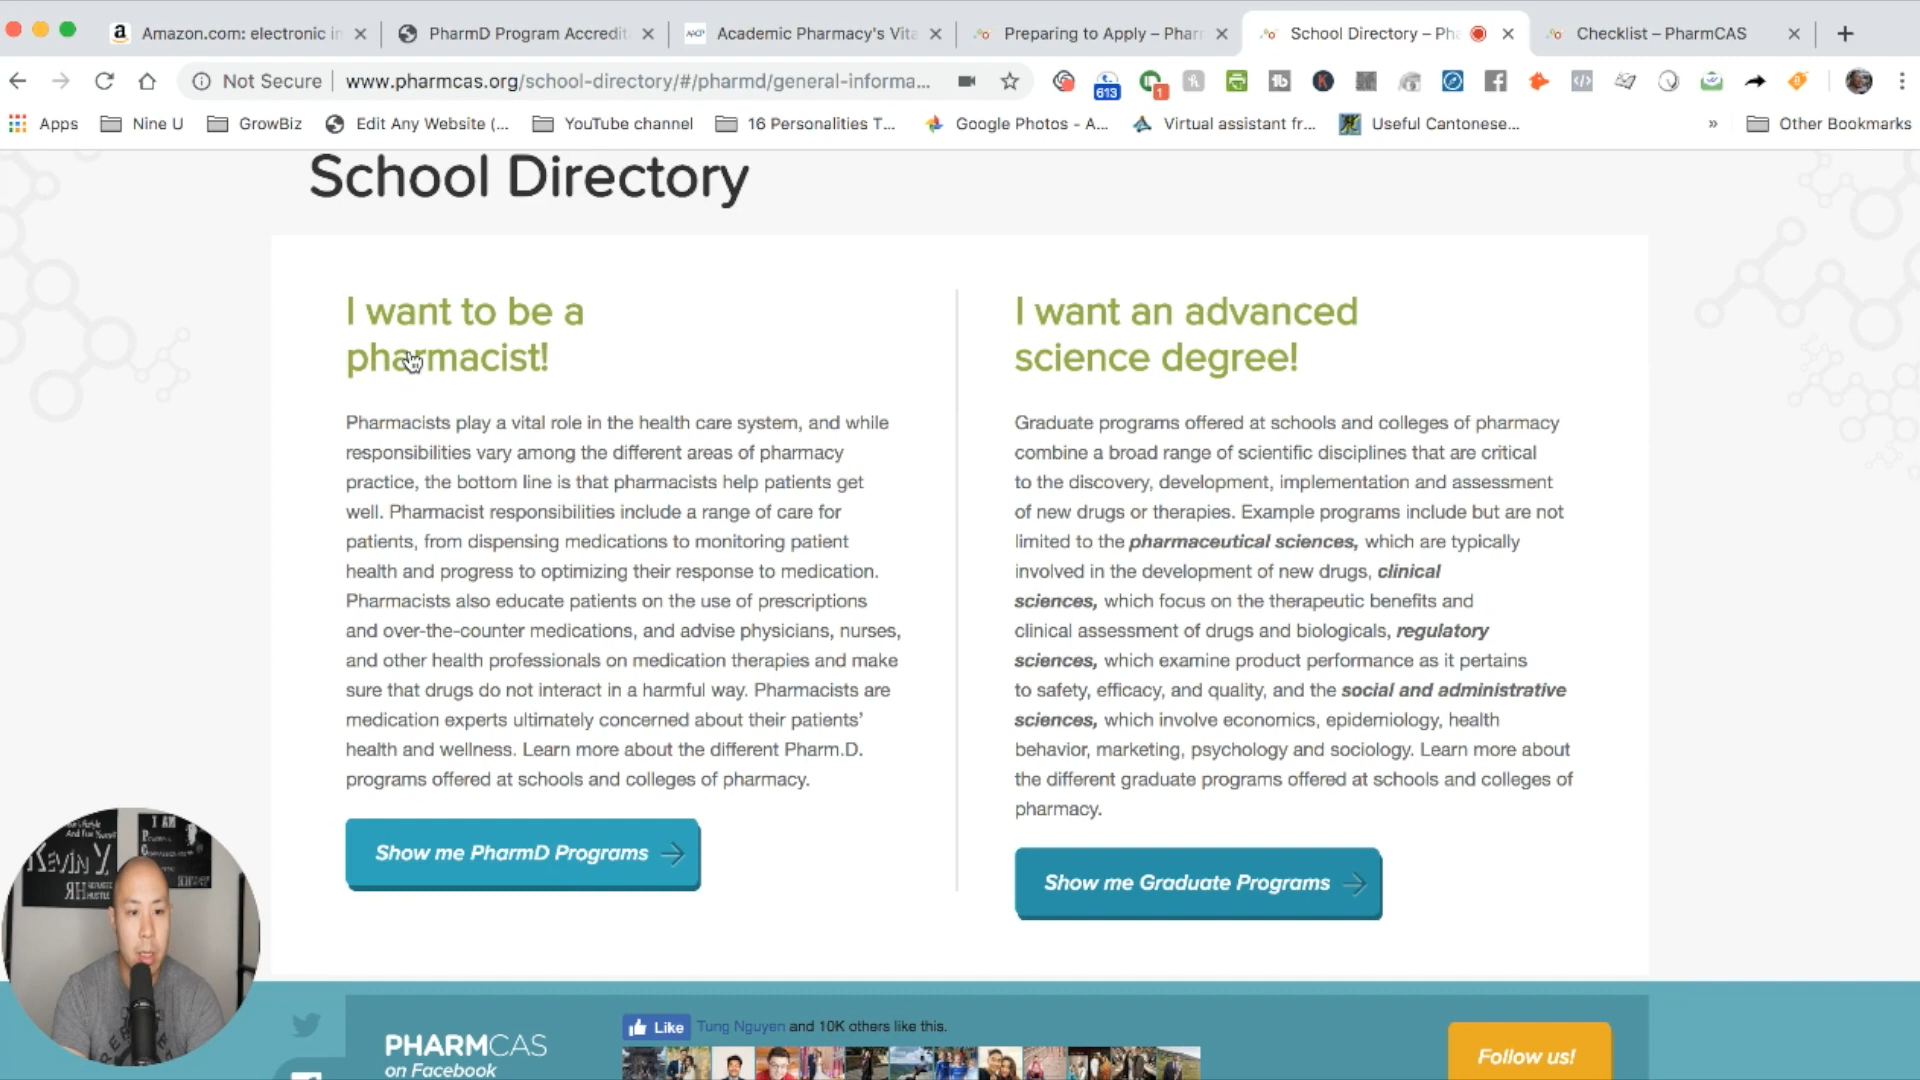 Amazon.com: electronic in
PharmD Program Accredit
Academic Pharmacy's Vita
Preparing to Apply – Phar
School Directory – Ph
Checklist – PharmCAS
Not Secure
www.pharmcas.org/school-directory/#/pharmd/general-informa...
613
1
Apps
Nine U
GrowBiz
Edit Any Website (...
YouTube channel
16 Personalities T...
Google Photos - A...
Virtual assistant fr...
Useful Cantonese...
»
Other Bookmarks
School Directory
I want to be a
pharmacist!
Pharmacists play a vital role in the health care system, and while
responsibilities vary among the different areas of pharmacy
practice, the bottom line is that pharmacists help patients get
well. Pharmacist responsibilities include a range of care for
patients, from dispensing medications to monitoring patient
health and progress to optimizing their response to medication.
Pharmacists also educate patients on the use of prescriptions
and over-the-counter medications, and advise physicians, nurses,
and other health professionals on medication therapies and make
sure that drugs do not interact in a harmful way. Pharmacists are
medication experts ultimately concerned about their patients'
health and wellness. Learn more about the different Pharm.D.
programs offered at schools and colleges of pharmacy.
Show me PharmD Programs
I want an advanced
science degree!
Graduate programs offered at schools and colleges of pharmacy
combine a broad range of scientific disciplines that are critical
to the discovery, development, implementation and assessment
of new drugs or therapies. Example programs include but are not
limited to the pharmaceutical sciences, which are typically
involved in the development of new drugs, clinical
sciences, which focus on the therapeutic benefits and
clinical assessment of drugs and biologicals, regulatory
sciences, which examine product performance as it pertains
to safety, efficacy, and quality, and the social and administrative
sciences, which involve economics, epidemiology, health
behavior, marketing, psychology and sociology. Learn more about
the different graduate programs offered at schools and colleges of
pharmacy.
Show me Graduate Programs
KEVIN Y.
I AM
PHARMCAS
on Facebook
Like
Tung Nguyen and 10K others like this.
Follow us!